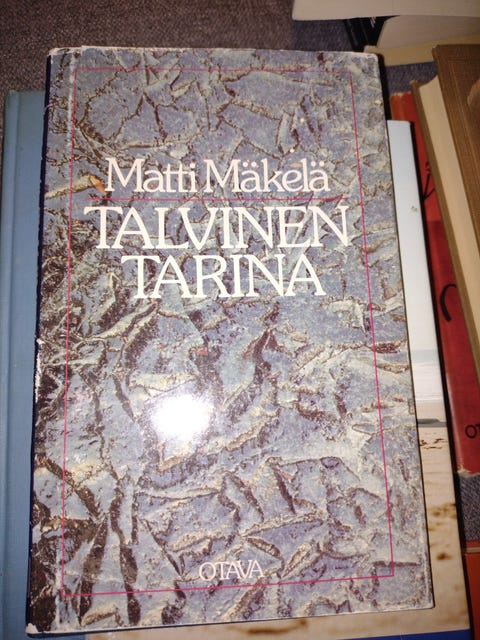 Matti Mäkelä
TALVINEN
TARINA
OTAVA